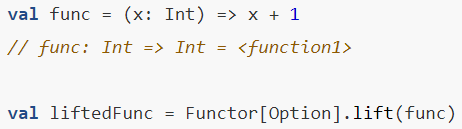 val func = (x: Int) => x + 1
// func: Int => Int = <function1>
val liftedFunc = Functor[Option].lift(func)